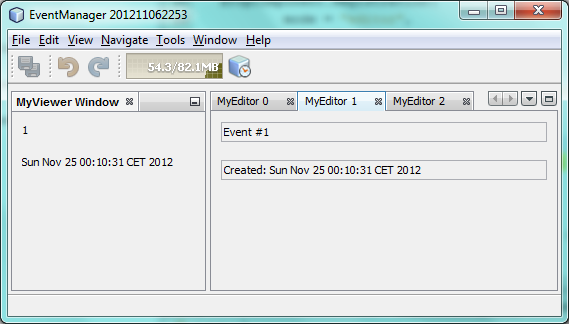 EventManager 201211062253
File Edit View Navigate Tools Window Help
54.3/82.1MB
MyViewer Window
MyEditor 0 MyEditor 1 MyEditor 2
1
Sun Nov 25 00:10:31 CET 2012
Event #1
Created: Sun Nov 25 00:10:31 CET 2012